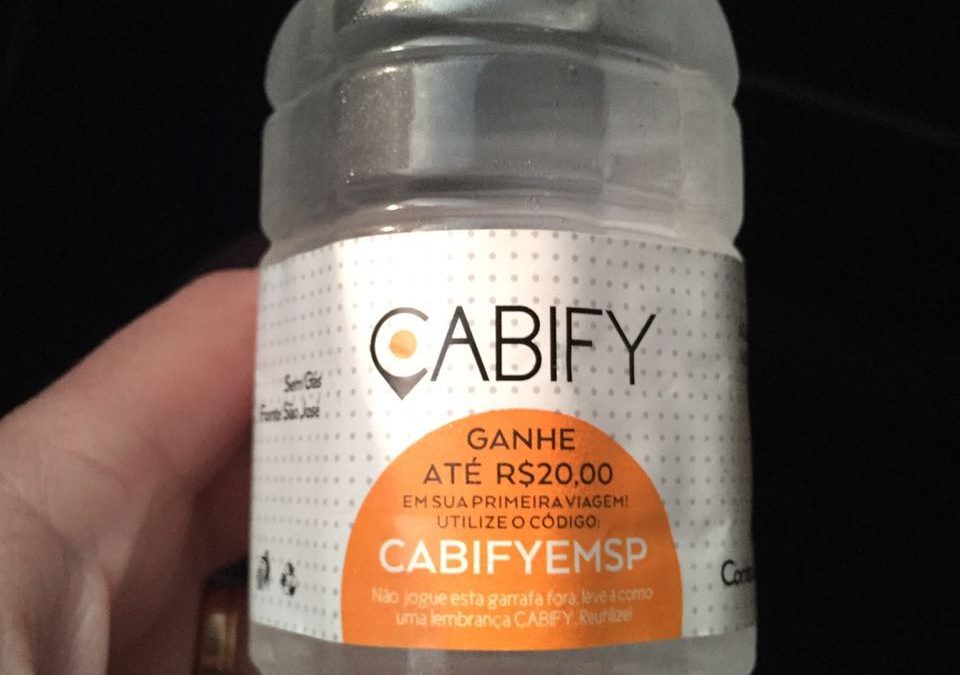 CABIFY
Sem Gás
Fonte São José
GANHE
ATÉ R$20,00
EM SUA PRIMEIRA VIAGEM!
UTILIZE O CÓDIGO:
CABIFYEMSP
Não jogue esta garrafa fora, leve a como
uma lembrança CABIFY. Reutilize!